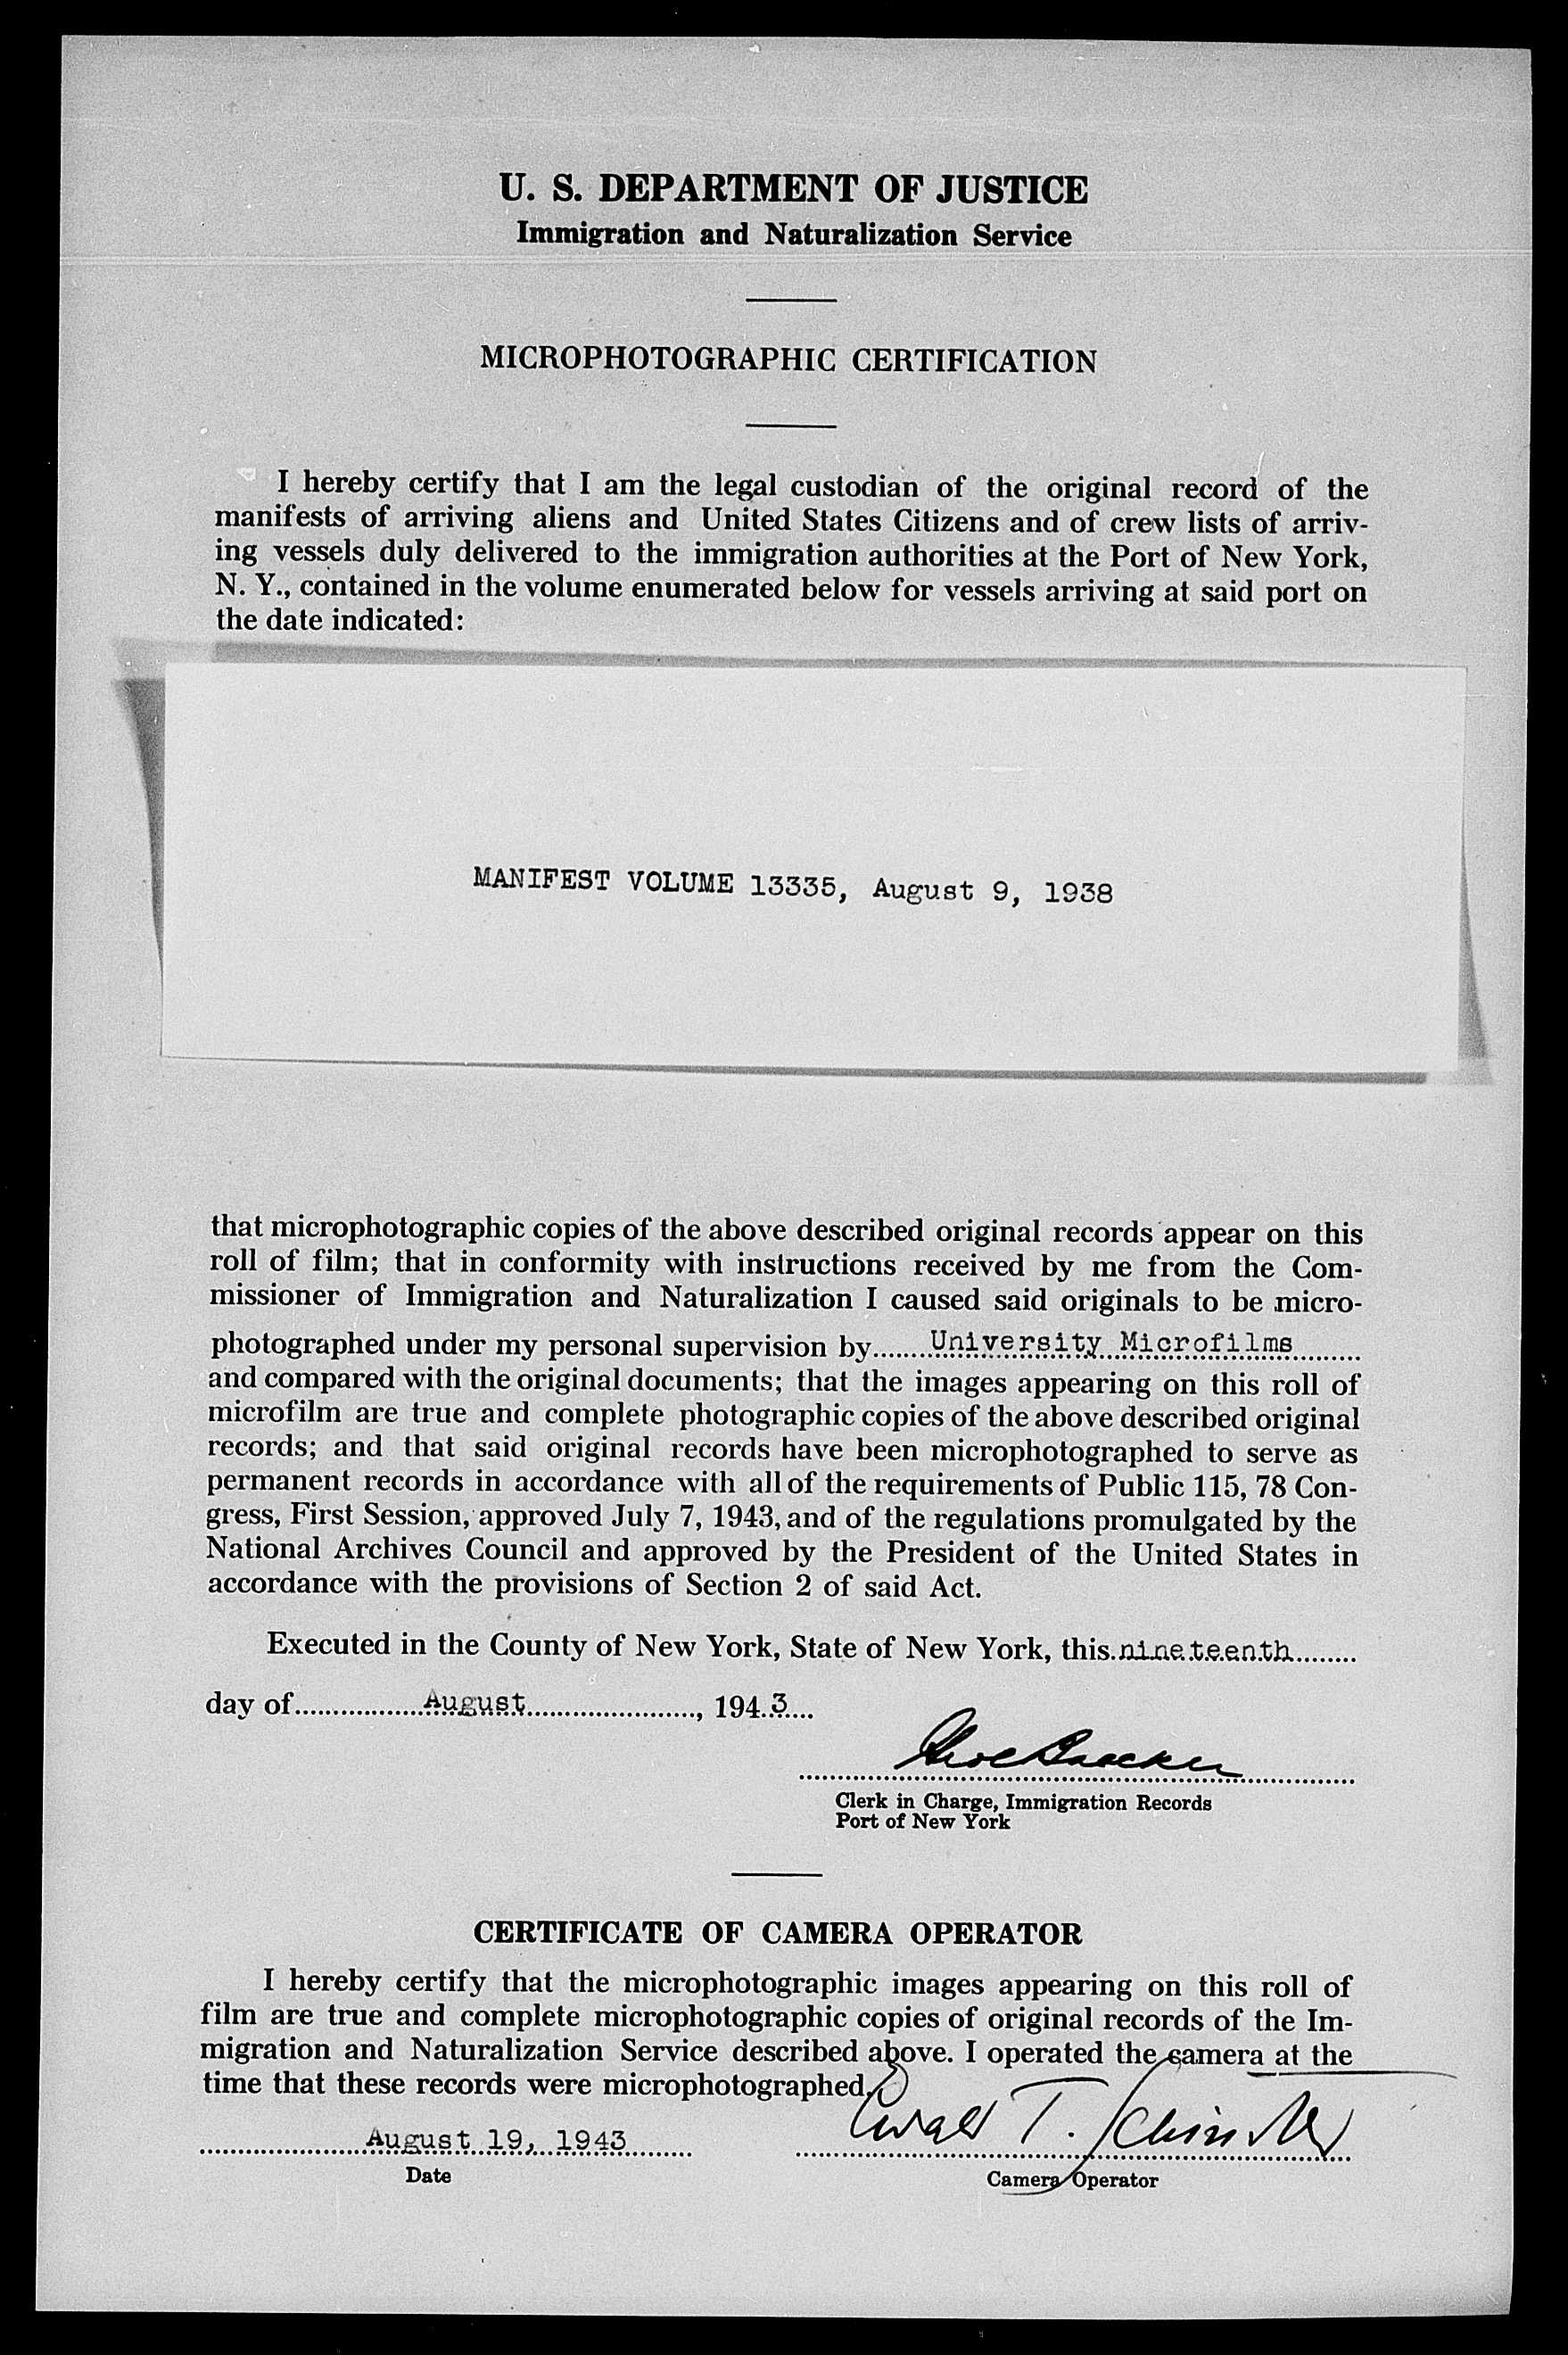 U. S. DEPARTMENT OF JUSTICE
Immigration and Naturalization Service
MICROPHOTOGRAPHIC CERTIFICATION
I hereby certify that I am the legal custodian of the original record of the
manifests of arriving aliens and United States Citizens and of crew lists of arriv-
ing vessels duly delivered to the immigration authorities at the Port of New York,
N. Y., contained in the volume enumerated below for vessels arriving at said port on
the date indicated:
MANIFEST VOLUME 13335, August 9, 1938
that microphotographic copies of the above described original records appear on this
roll of film; that in conformity with instructions received by me from the Com-
missioner of Immigration and Naturalization I caused said originals to be micro-
photographed under my personal supervision by University Microfilms
and compared with the original documents; that the images appearing on this roll of
microfilm are true and complete photographic copies of the above described original
records; and that said original records have been microphotographed to serve as
permanent records in accordance with all of the requirements of Public 115, 78 Con-
gress, First Session, approved July 7, 1943, and of the regulations promulgated by the
National Archives Council and approved by the President of the United States in
accordance with the provisions of Section 2 of said Act.
Executed in the County of New York, State of New York, this nineteenth
day of August, 1943
Clerk in Charge, Immigration Records
Port of New York
CERTIFICATE OF CAMERA OPERATOR
I hereby certify that the microphotographic images appearing on this roll of
film are true and complete microphotographic copies of original records of the Im-
migration and Naturalization Service described above. I operated the camera at the
time that these records were microphotographed.
August 19, 1943
Date
Camera Operator